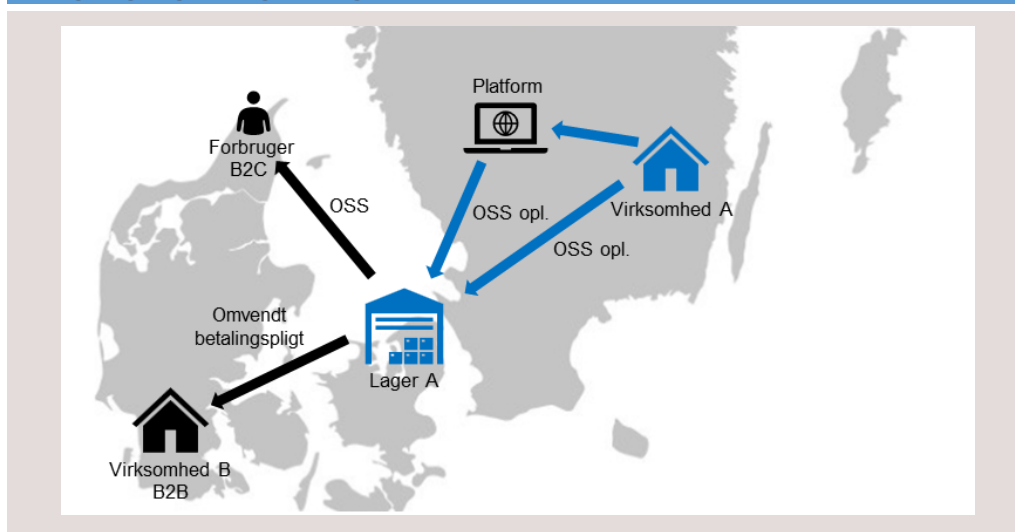 Platform
Forbruger
B2C
Virksomhed A
OSS
OSS opl.
OSS opl.
Omvendt
betalingspligt
Lager A
Virksomhed B
B2B